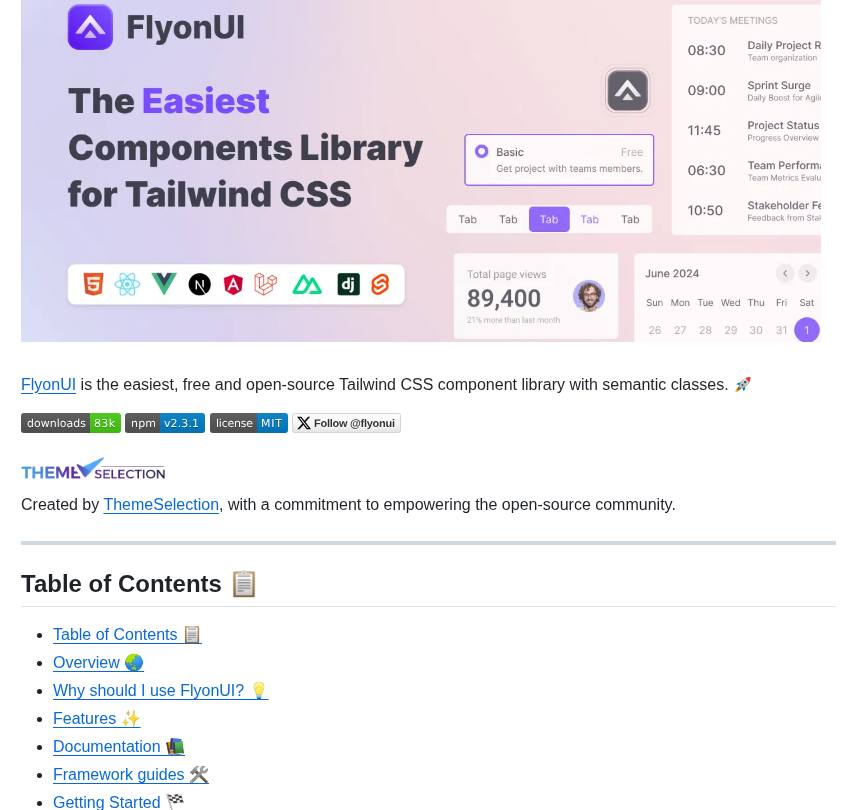 FlyonUI
The Easiest
Components Library
for Tailwind CSS
TODAY'S MEETINGS
08:30 Daily Project R
Team organization
09:00 Sprint Surge
Daily Boost for Agil
11:45 Project Status
Progress Overview
06:30 Team Performa
Team Metrics Evalu
10:50 Stakeholder Fe
Feedback from Stak
Basic Free
Get project with teams members.
Tab Tab Tab Tab Tab
Total page views
89,400
21% more than last month
June 2024
Sun Mon Tue Wed Thu Fri Sat
26 27 28 29 30 31 1
FlyonUI is the easiest, free and open-source Tailwind CSS component library with semantic classes. 🚀
downloads 83k npm v2.3.1 license MIT Follow @flyonui
THEMESELECTION
Created by ThemeSelection, with a commitment to empowering the open-source community.
Table of Contents 📋
Table of Contents 📋
Overview 🌏
Why should I use FlyonUI? 💡
Features ✨
Documentation 📚
Framework guides 🛠️
Getting Started 🏁